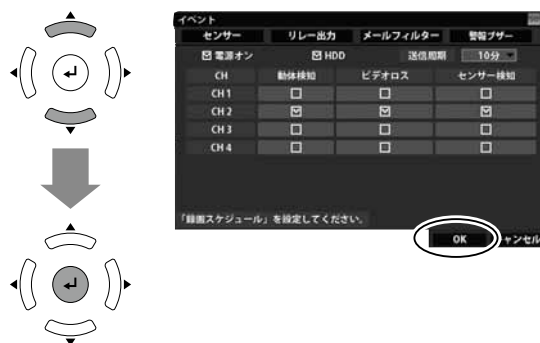 イベント
センサー リレー出力 メールフィルター 警報ブザー
電源オン HDD 送信周期 10分
CH 動体検知 ビデオロス センサー検知
CH 1
CH 2
CH 3
CH 4
「録画スケジュール」を設定してください。
OK キャンセル